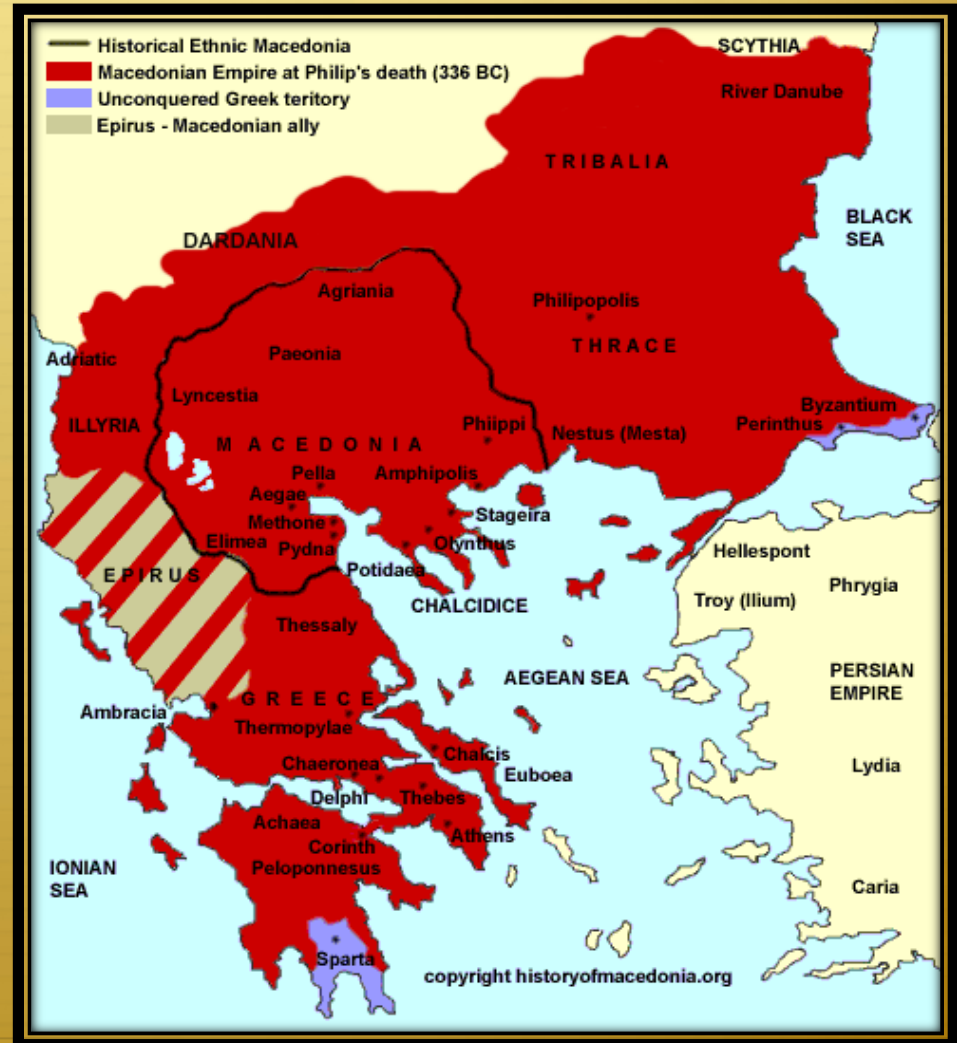 Historical Ethnic Macedonia
Macedonian Empire at Philip's death (336 BC)
Unconquered Greek teritory
Epirus - Macedonian ally
SCYTHIA
River Danube
TRIBALIA
BLACK
SEA
DARDANIA
Agriania
Philipopolis
THRACE
Adriatic
Paeonia
Lyncestia
ILLYRIA
Byzantium
Perinthus
Phiippi
Nestus (Mesta)
MACEDONIA
Pella
Amphipolis
Aegae
Stageira
Methone
Elimea
Pydna
Olynthus
Potidaea
Hellespont
EPIRUS
CHALCIDICE
Phrygia
Troy (Ilium)
Thessaly
AEGEAN SEA
PERSIAN
EMPIRE
GREECE
Ambracia
Thermopylae
Chalcis
Chaeronea
Euboea
Lydia
Delphi
Thebes
Achaea
Athens
Corinth
Peloponnesus
IONIAN
SEA
Caria
Sparta
copyright historyofmacedonia.org